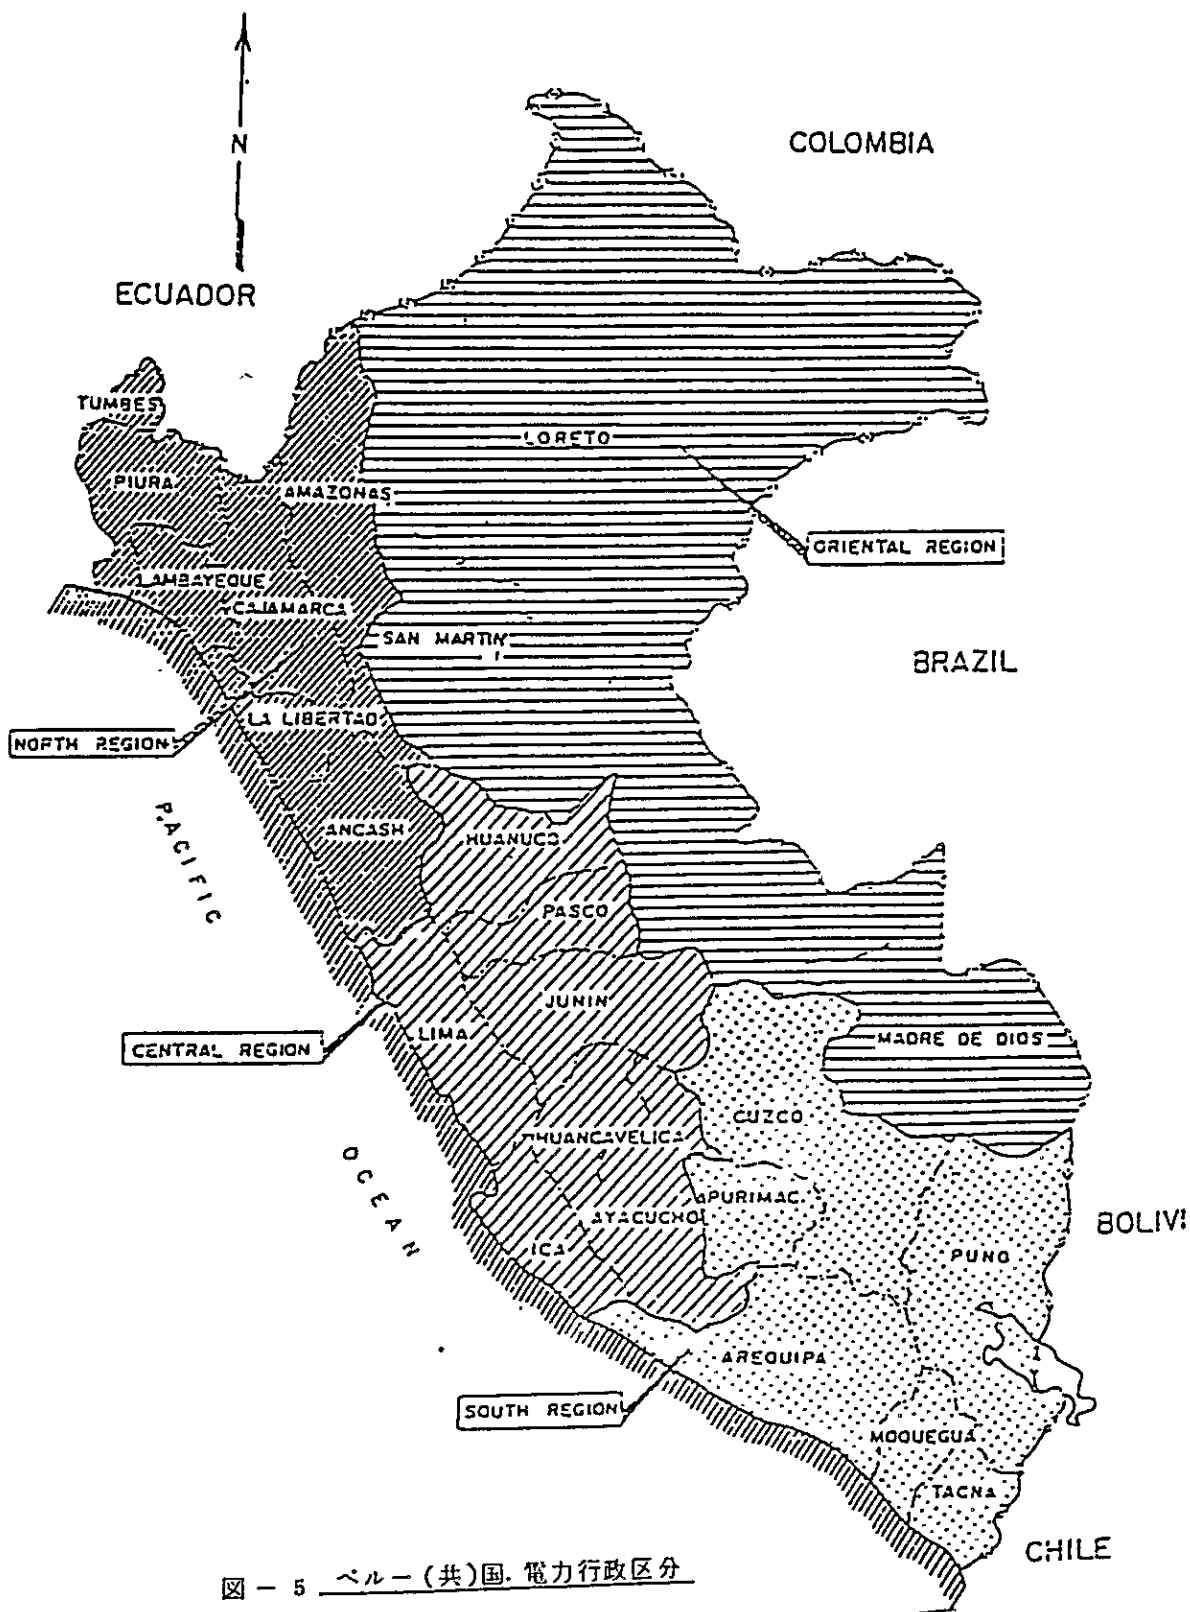 N
COLOMBIA
ECUADOR
TUMBES
LORETO
PIURA
AMAZONAS
ORIENTAL REGION
LAMBAYEQUE
CAJAMARCA
SAN MARTIN
BRAZIL
LA LIBERTAD
NORTH REGION
PACIFIC
ANCASH
HUANUCO
PASCO
JUNIN
LIMA
CENTRAL REGION
MADRE DE DIOS
CUZCO
HUANCAVELICA
OCEAN
APURIMAC
AYACUCHO
BOLIVI
ICA
PUNO
AREQUIPA
SOUTH REGION
MOQUEGUA
TACNA
CHILE
図 - 5 ペルー(共)国. 電力行政区分